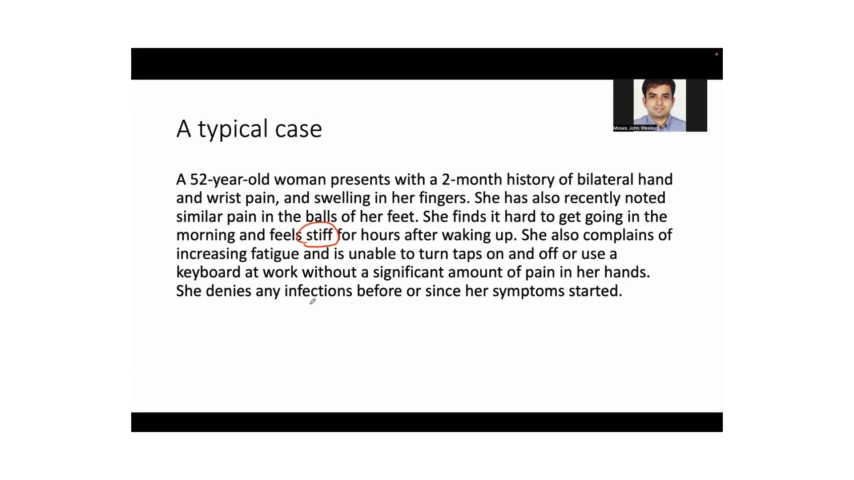 A typical case
Moses John Wesley
A 52-year-old woman presents with a 2-month history of bilateral hand
and wrist pain, and swelling in her fingers. She has also recently noted
similar pain in the balls of her feet. She finds it hard to get going in the
morning and feels stiff for hours after waking up. She also complains of
increasing fatigue and is unable to turn taps on and off or use a
keyboard at work without a significant amount of pain in her hands.
She denies any infections before or since her symptoms started.